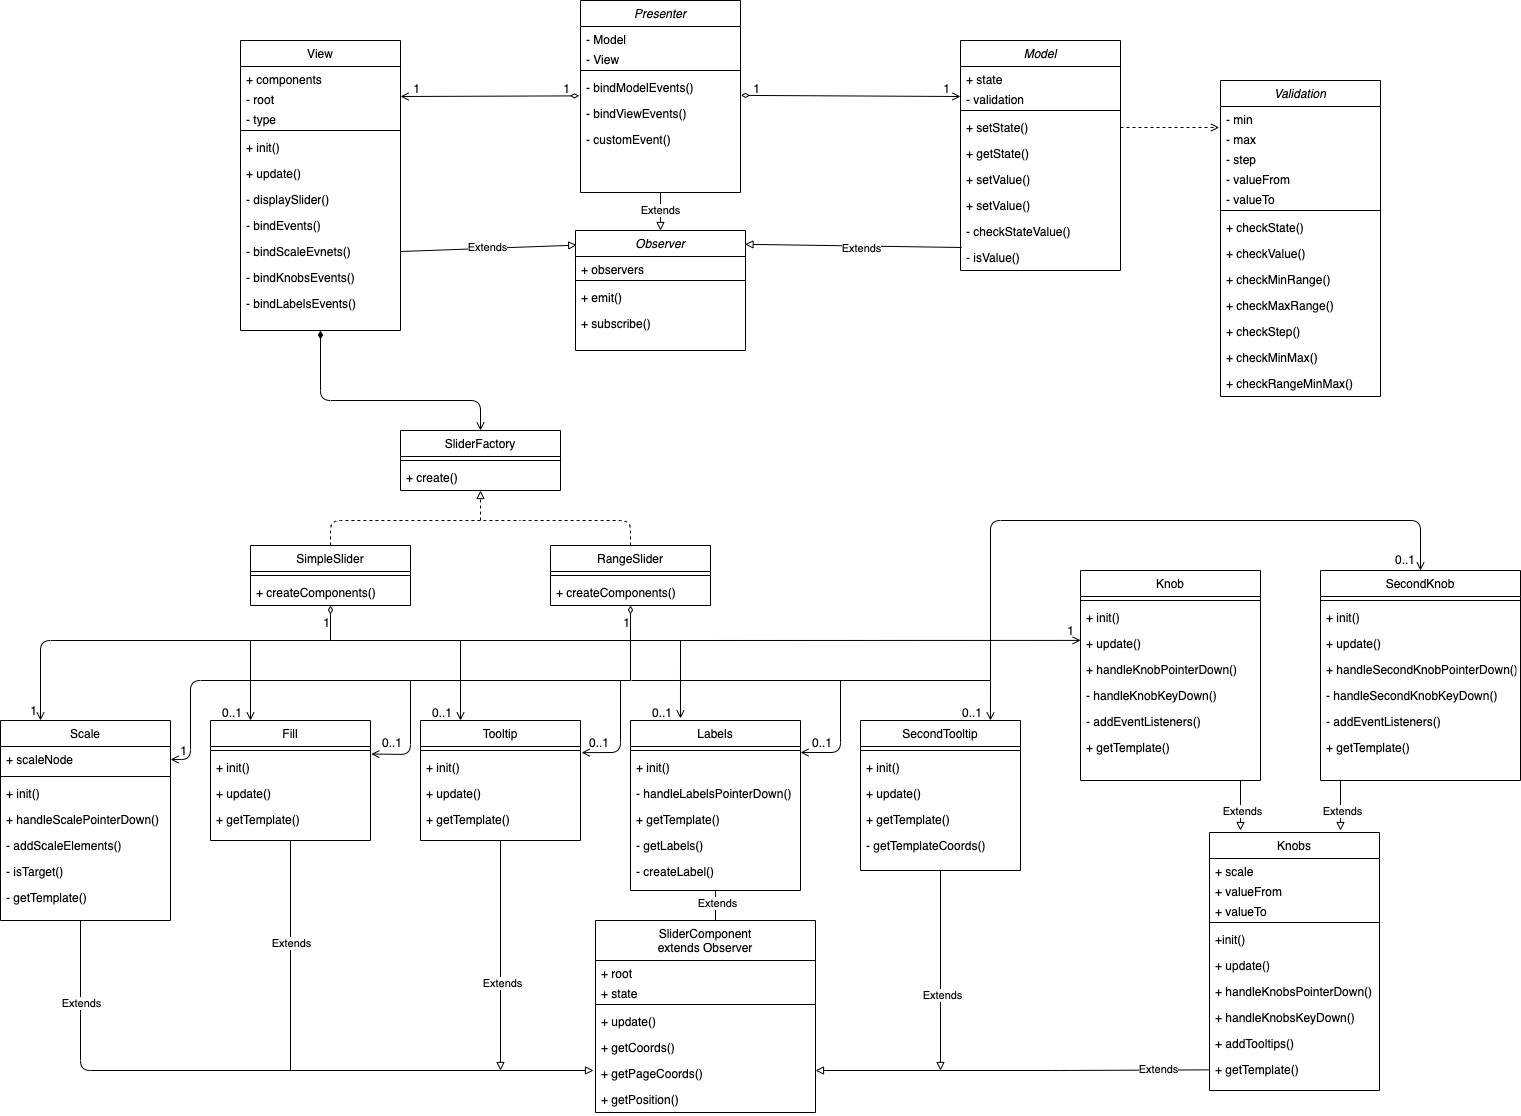 Presenter
- Model
- View
- bindModelEvents()
- bindViewEvents()
- customEvent()
View
+ components
- root
- type
+ init()
+ update()
- displaySlider()
- bindEvents()
- bindScaleEvnets()
- bindKnobsEvents()
- bindLabelsEvents()
1
1
1
1
Model
+ state
- validation
+ setState()
+ getState()
+ setValue()
+ setValue()
- checkStateValue()
- isValue()
Validation
- min
- max
- step
- valueFrom
- valueTo
+ checkState()
+ checkValue()
+ checkMinRange()
+ checkMaxRange()
+ checkStep()
+ checkMinMax()
+ checkRangeMinMax()
Extends
Extends
Extends
Observer
+ observers
+ emit()
+ subscribe()
SliderFactory
+ create()
SimpleSlider
+ createComponents()
RangeSlider
+ createComponents()
1
1
1
0..1
Knob
+ init()
+ update()
+ handleKnobPointerDown()
- handleKnobKeyDown()
- addEventListeners()
+ getTemplate()
SecondKnob
+ init()
+ update()
+ handleSecondKnobPointerDown()
- handleSecondKnobKeyDown()
- addEventListeners()
+ getTemplate()
1
0..1
0..1
0..1
0..1
1
0..1
0..1
0..1
Scale
+ scaleNode
+ init()
+ handleScalePointerDown()
- addScaleElements()
- isTarget()
- getTemplate()
Fill
+ init()
+ update()
+ getTemplate()
Tooltip
+ init()
+ update()
+ getTemplate()
Labels
+ init()
- handleLabelsPointerDown()
+ getTemplate()
- getLabels()
- createLabel()
SecondTooltip
+ init()
+ update()
+ getTemplate()
- getTemplateCoords()
Extends
Extends
Knobs
+ scale
+ valueFrom
+ valueTo
+init()
+ update()
+ handleKnobsPointerDown()
+ handleKnobsKeyDown()
+ addTooltips()
+ getTemplate()
Extends
Extends
Extends
Extends
Extends
Extends
SliderComponent
extends Observer
+ root
+ state
+ update()
+ getCoords()
+ getPageCoords()
+ getPosition()